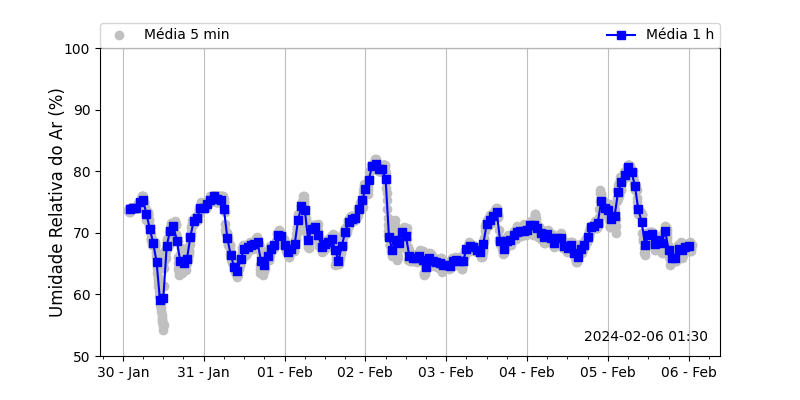 Média 5 min
Média 1 h
Umidade Relativa do Ar (%)
100
90
80
70
60
50
2024-02-06 01:30
30 - Jan
31 - Jan
01 - Feb
02 - Feb
03 - Feb
04 - Feb
05 - Feb
06 - Feb